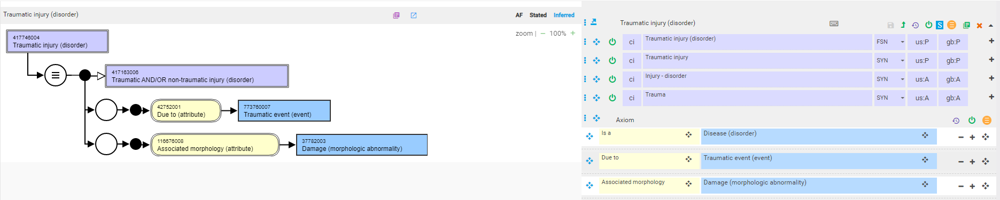 Traumatic injury (disorder)
AF Stated Inferred
zoom | − 100% +
417746004
Traumatic injury (disorder)
417163006
Traumatic AND/OR non-traumatic injury (disorder)
42752001
Due to (attribute)
773760007
Traumatic event (event)
116676008
Associated morphology (attribute)
37782003
Damage (morphologic abnormality)
Traumatic injury (disorder)
S
ci Traumatic injury (disorder) FSN us:P gb:P
ci Traumatic injury SYN us:P gb:P
ci Injury - disorder SYN us:A gb:A
ci Trauma SYN us:A gb:A
Axiom
Is a Disease (disorder)
Due to Traumatic event (event)
Associated morphology Damage (morphologic abnormality)